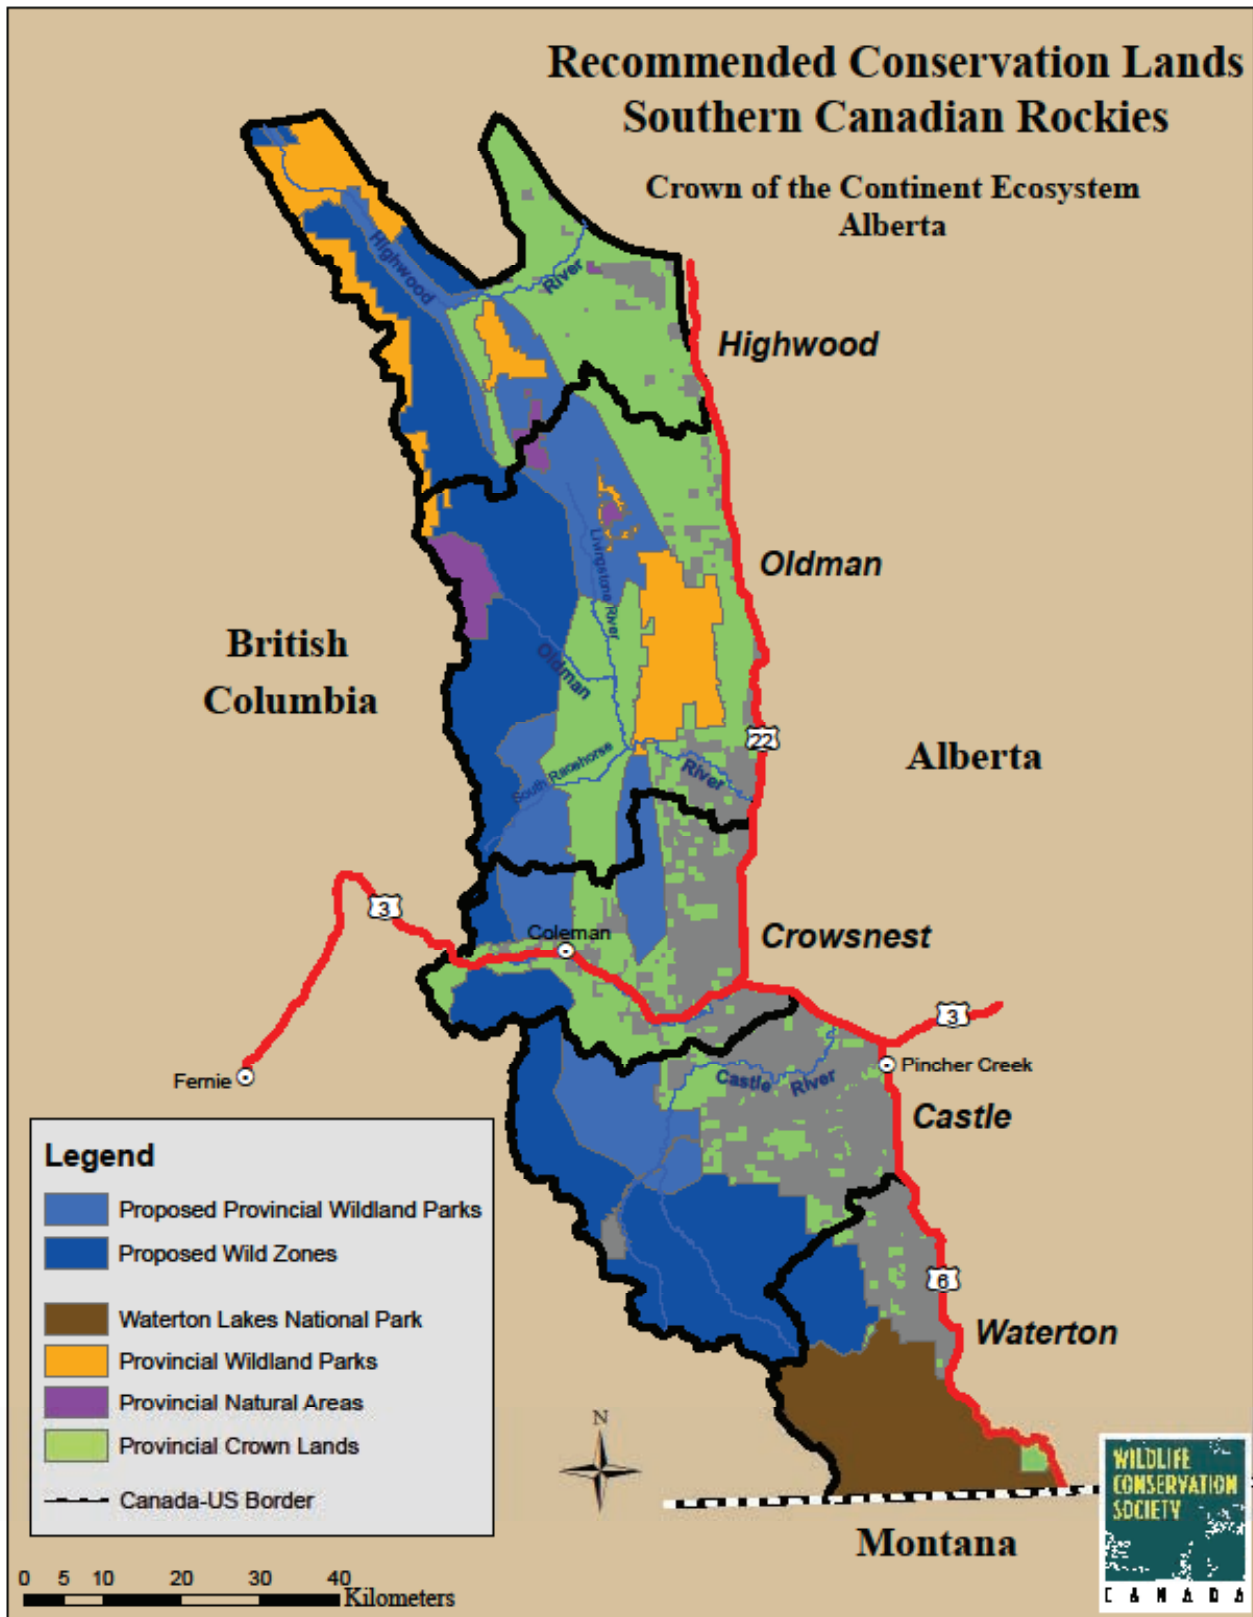 Recommended Conservation Lands
Southern Canadian Rockies
Crown of the Continent Ecosystem
Alberta
Highwood
River
Highwood
Livingstone River
Oldman
Oldman
British
Columbia
South Racehorse
River
22
Alberta
3
Coleman
Crowsnest
3
Fernie
Pincher Creek
Castle River
Castle
6
Waterton
Legend
Proposed Provincial Wildland Parks
Proposed Wild Zones
Waterton Lakes National Park
Provincial Wildland Parks
Provincial Natural Areas
Provincial Crown Lands
Canada-US Border
N
Montana
WILDLIFE
CONSERVATION
SOCIETY
CANADA
0 5 10 20 30 40
Kilometers